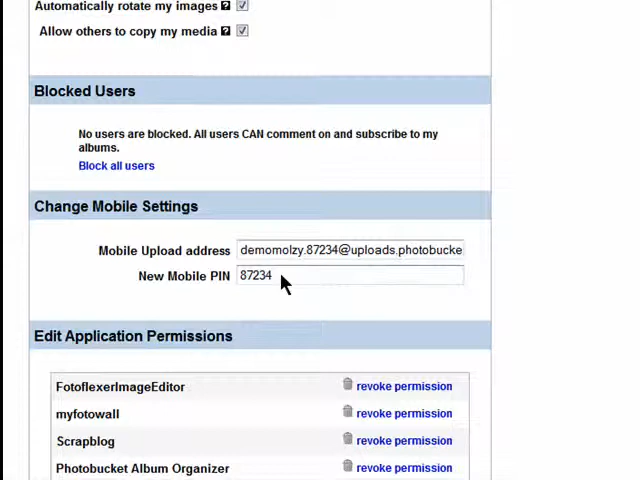 Automatically rotate my images ?
Allow others to copy my media ?
Blocked Users
No users are blocked. All users CAN comment on and subscribe to my
albums.
Block all users
Change Mobile Settings
Mobile Upload address demomolzy.87234@uploads.photobucke
New Mobile PIN 87234
Edit Application Permissions
FotoflexerImageEditor revoke permission
myfotowall revoke permission
Scrapblog revoke permission
Photobucket Album Organizer revoke permission